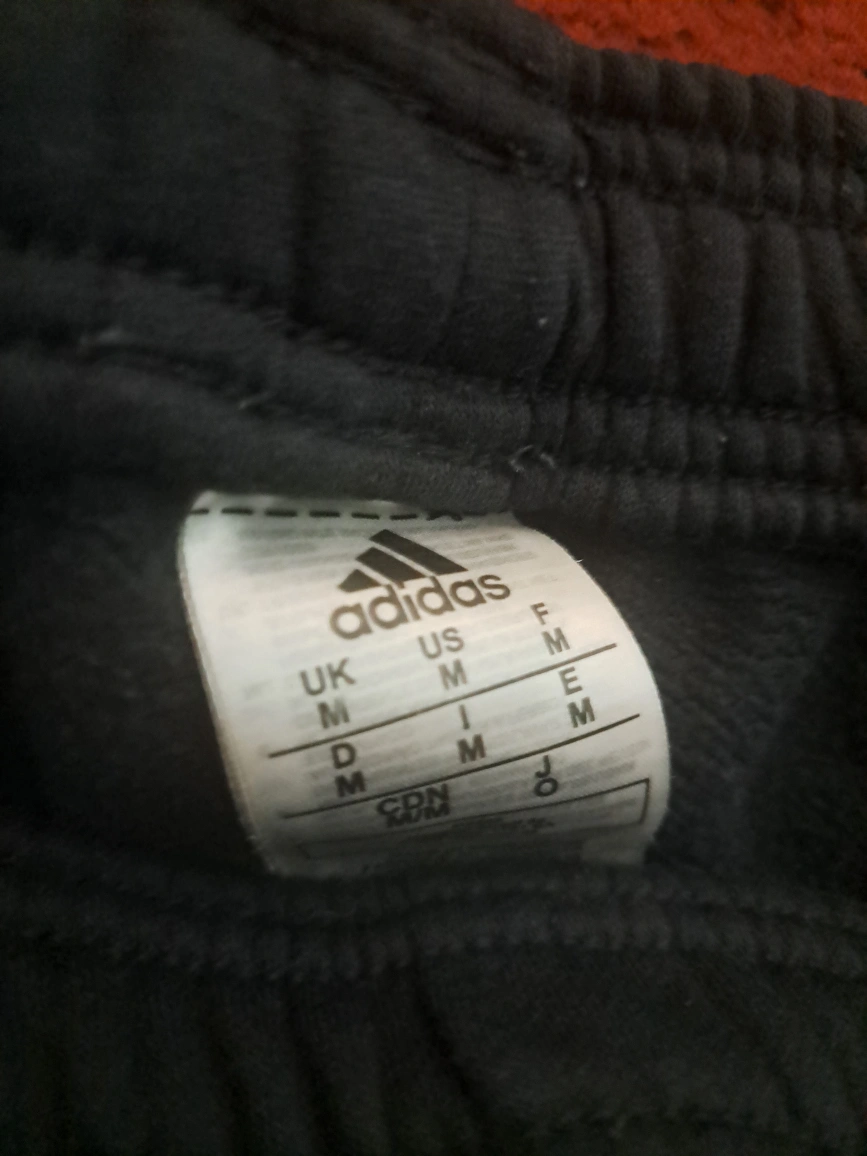 adidas
UK US F
M M M
D I E
M M M
CDN J
M/M O